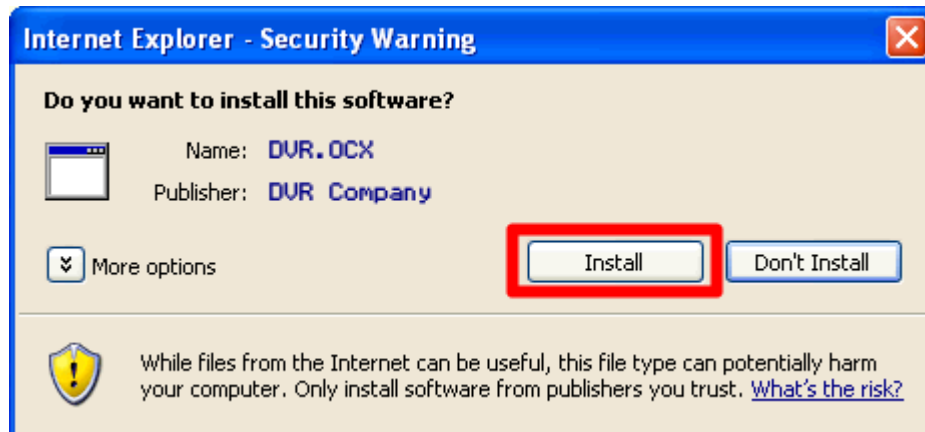 Internet Explorer - Security Warning
Do you want to install this software?
Name: DVR.OCX
Publisher: DVR Company
More options
Install
Don't Install
While files from the Internet can be useful, this file type can potentially harm
your computer. Only install software from publishers you trust. What's the risk?